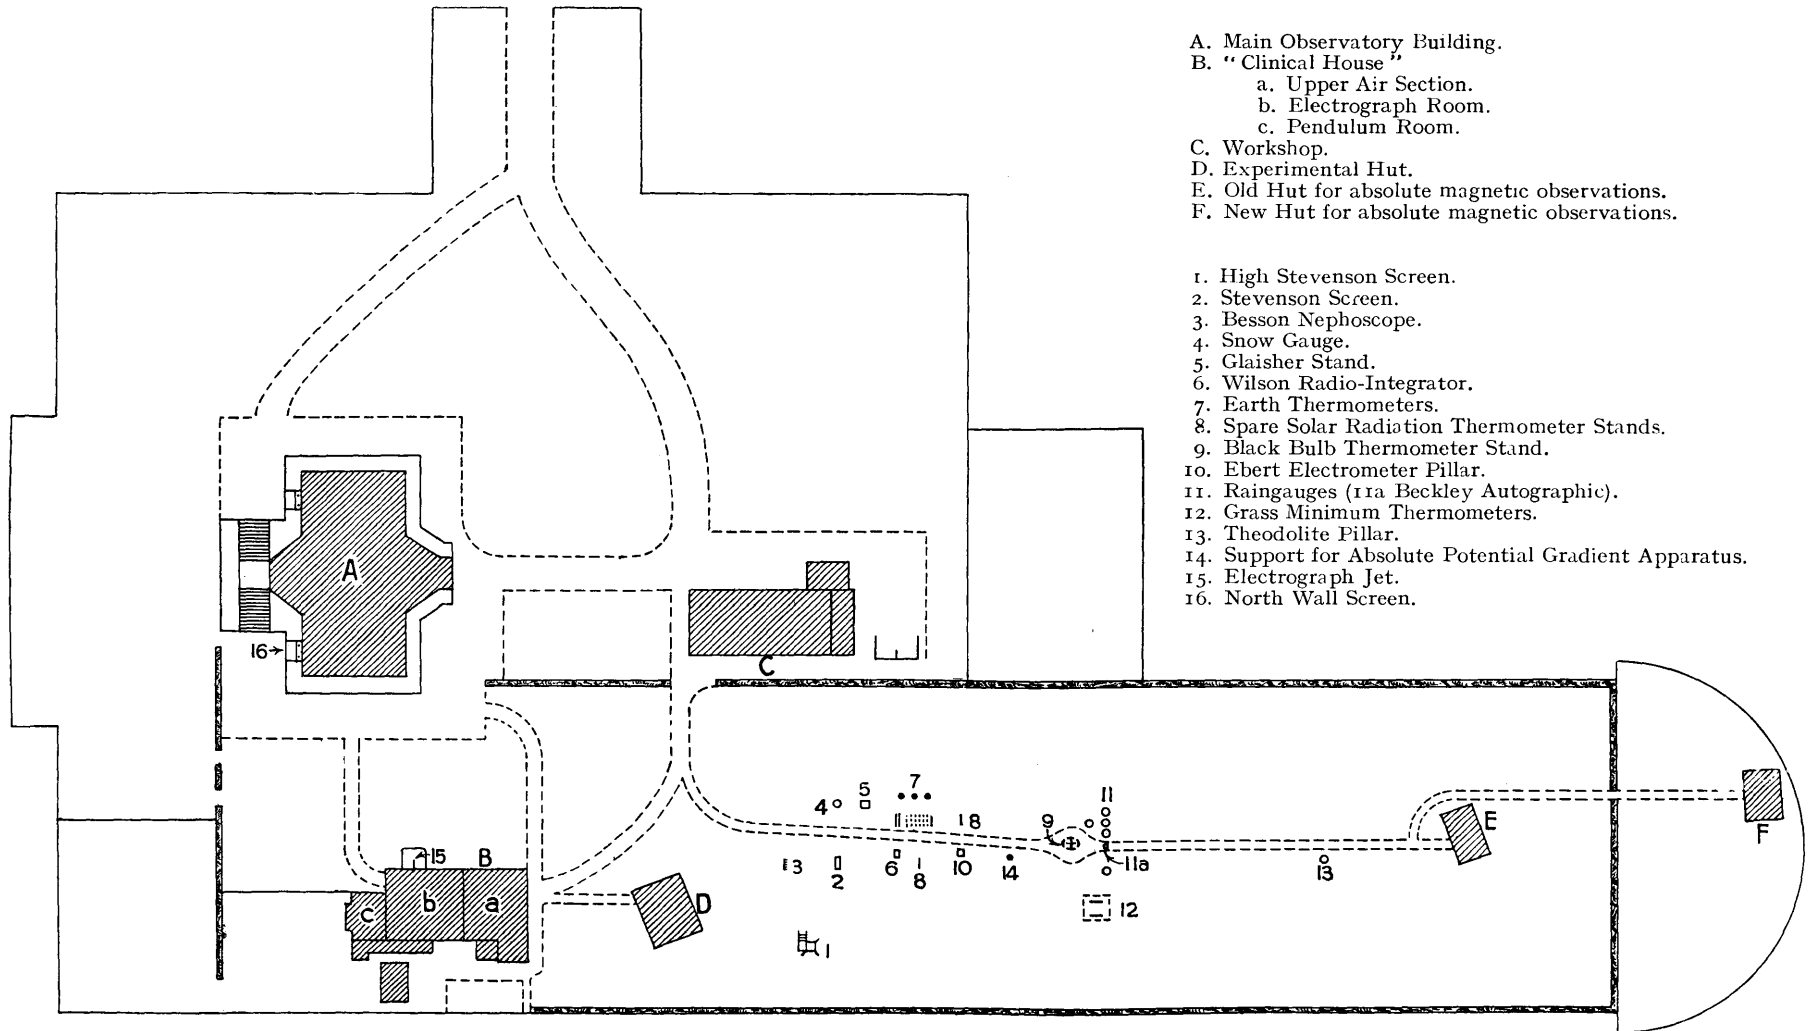 A. Main Observatory Building.
B. “Clinical House”
a. Upper Air Section.
b. Electrograph Room.
c. Pendulum Room.
C. Workshop.
D. Experimental Hut.
E. Old Hut for absolute magnetic observations.
F. New Hut for absolute magnetic observations.
1. High Stevenson Screen.
2. Stevenson Screen.
3. Besson Nephoscope.
4. Snow Gauge.
5. Glaisher Stand.
6. Wilson Radio-Integrator.
7. Earth Thermometers.
8. Spare Solar Radiation Thermometer Stands.
9. Black Bulb Thermometer Stand.
10. Ebert Electrometer Pillar.
11. Raingauges (11a Beckley Autographic).
12. Grass Minimum Thermometers.
13. Theodolite Pillar.
14. Support for Absolute Potential Gradient Apparatus.
15. Electrograph Jet.
16. North Wall Screen.
A
16
C
7
5
4
11
8
9
E
F
15
B
3
2
6
8
10
14
11a
13
c
b
a
D
12
1